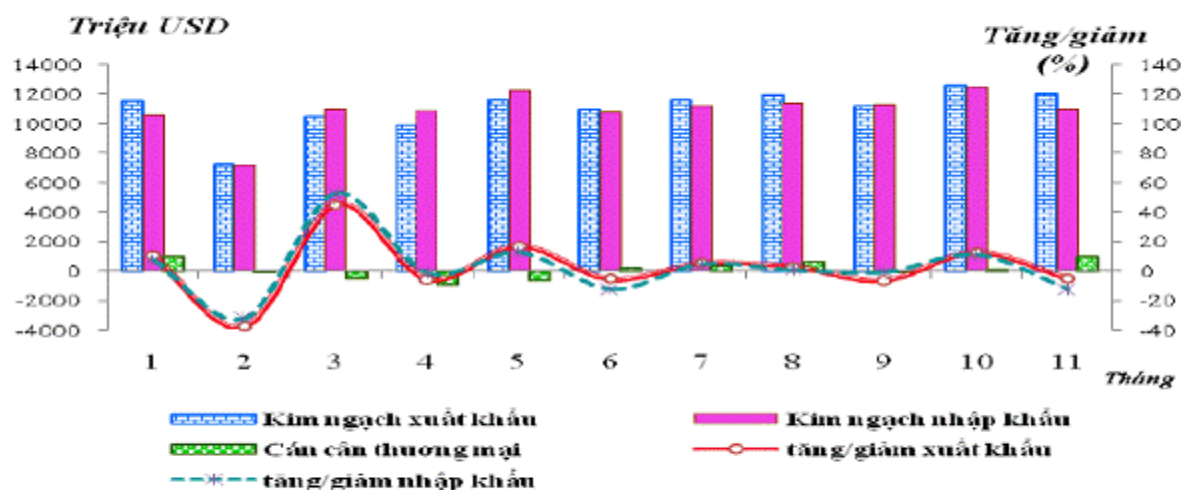 Triệu USD
Tăng/giảm
(%)
14000
12000
10000
8000
6000
4000
2000
0
-2000
-4000
140
120
100
80
60
40
20
0
-20
-40
1 2 3 4 5 6 7 8 9 10 11
Tháng
Kim ngạch xuất khẩu
Kim ngạch nhập khẩu
Cán cân thương mại
tăng/giảm xuất khẩu
tăng/giảm nhập khẩu